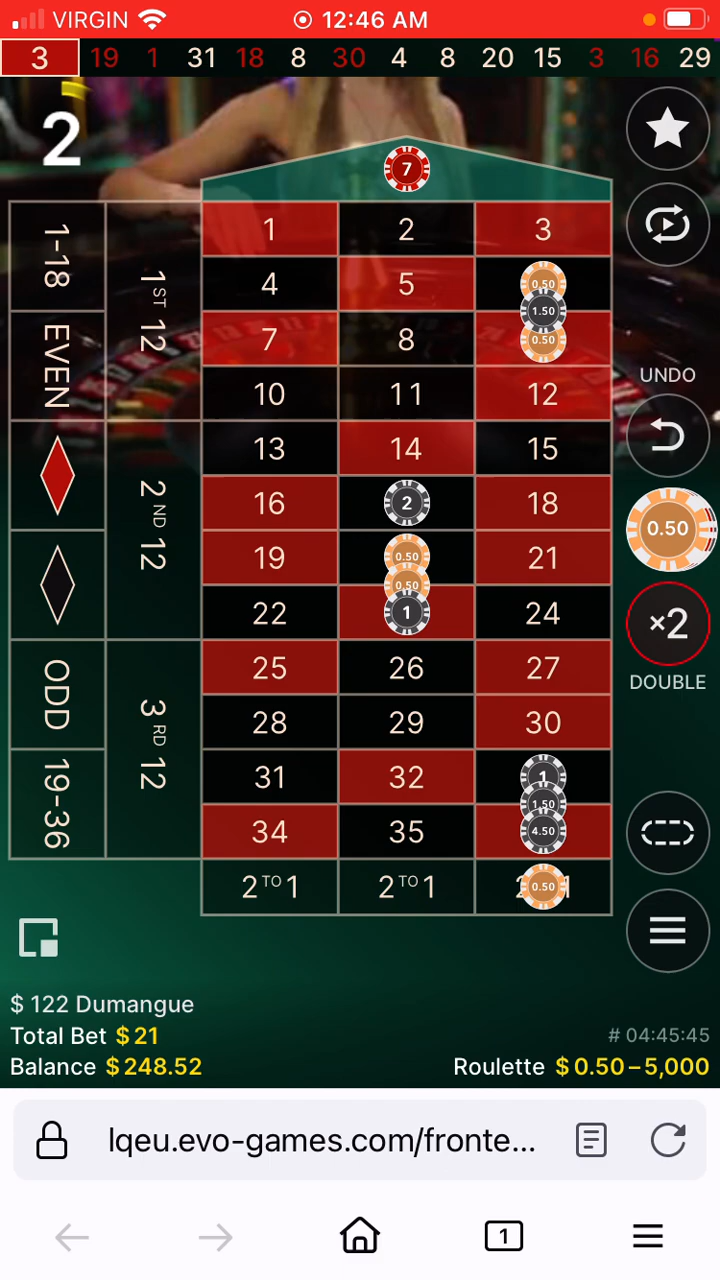 VIRGIN 12:46 AM
3 19 1 31 18 8 30 4 8 20 15 3 16 29
2
7
1-18 EVEN ODD 19-36
1ST 12 2ND 12 3RD 12
1 2 3
4 5 0.50
1.50
7 8 0.50
10 11 12
13 14 15
16 2 18
19 0.50 21
0.50
22 1 24
25 26 27
28 29 30
31 32 1
1.50
34 35 4.50
2 TO 1 2 TO 1 0.50
UNDO
0.50
×2
DOUBLE
$ 122 Dumangue
Total Bet $21 # 04:45:45
Balance $248.52 Roulette $0.50–5,000
lqeu.evo-games.com/fronte...
1